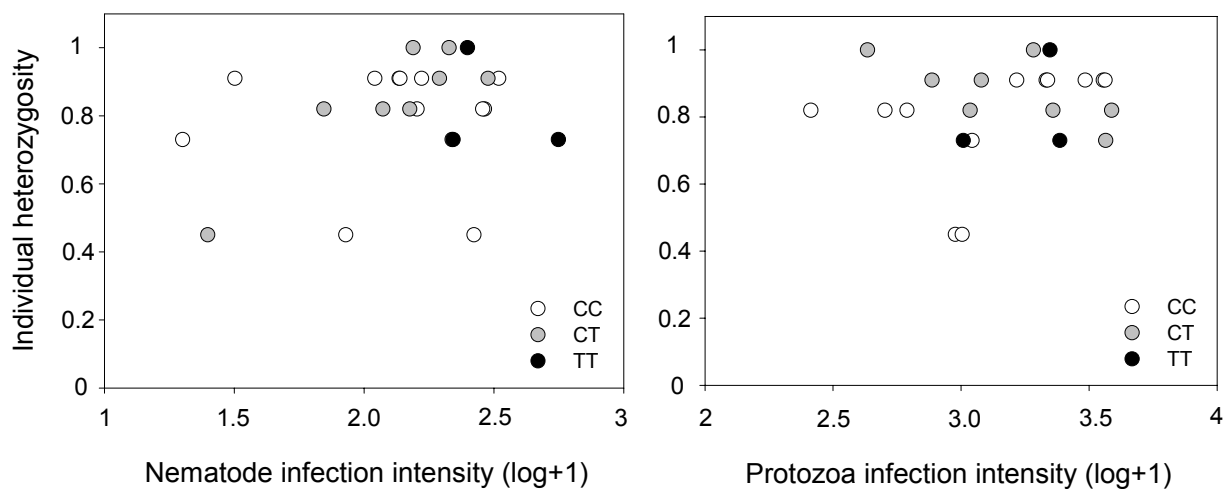 Individual heterozygosity
1
0.8
0.6
0.4
0.2
0
1
1.5
2.0
2.5
3
CC
CT
TT
Nematode infection intensity (log+1)
1
0.8
0.6
0.4
0.2
0
2
2.5
3.0
3.5
4
CC
CT
TT
Protozoa infection intensity (log+1)